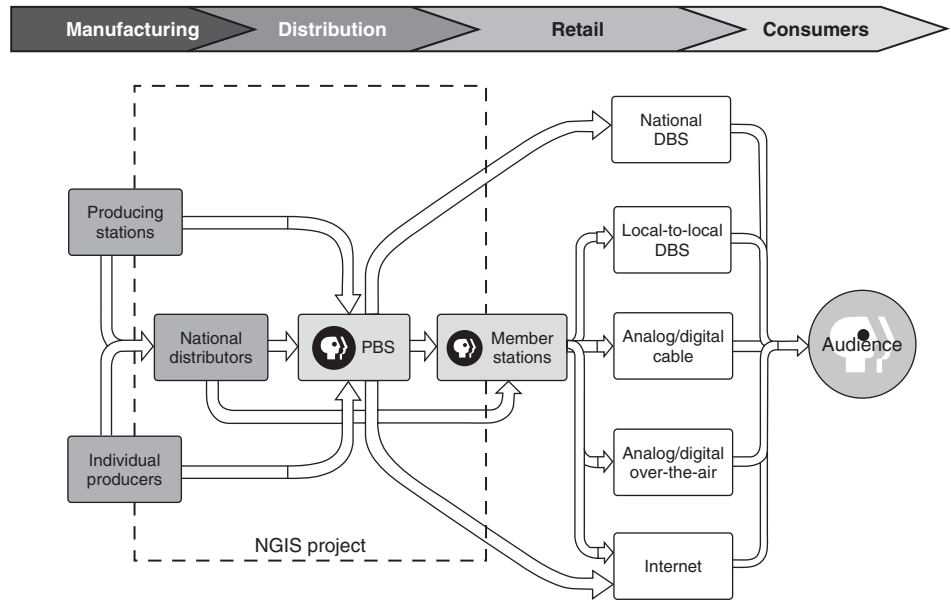 Manufacturing
Distribution
Retail
Consumers
National
DBS
Producing
stations
Local-to-local
DBS
National
distributors
PBS
Member
stations
Analog/digital
cable
Audience
Individual
producers
Analog/digital
over-the-air
NGIS project
Internet